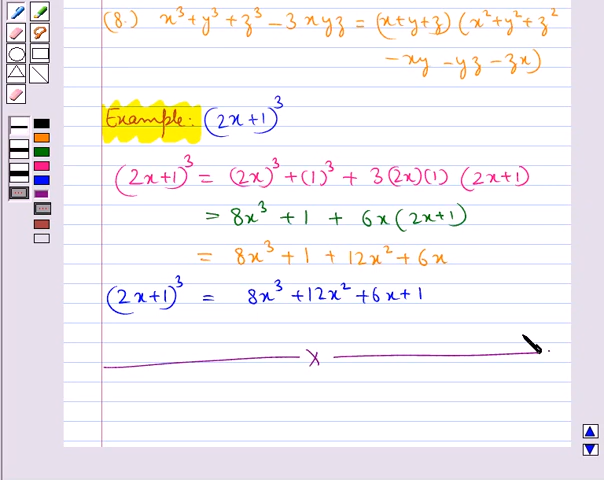 (8.) x³ + y³ + z³ - 3xyz = (x+y+z) (x² + y² + z²
- xy - yz - zx)
Example: (2x+1)³
(2x+1)³ = (2x)³ + (1)³ + 3(2x)(1) (2x+1)
= 8x³ + 1 + 6x(2x+1)
= 8x³ + 1 + 12x² + 6x
(2x+1)³ = 8x³ + 12x² + 6x + 1
x